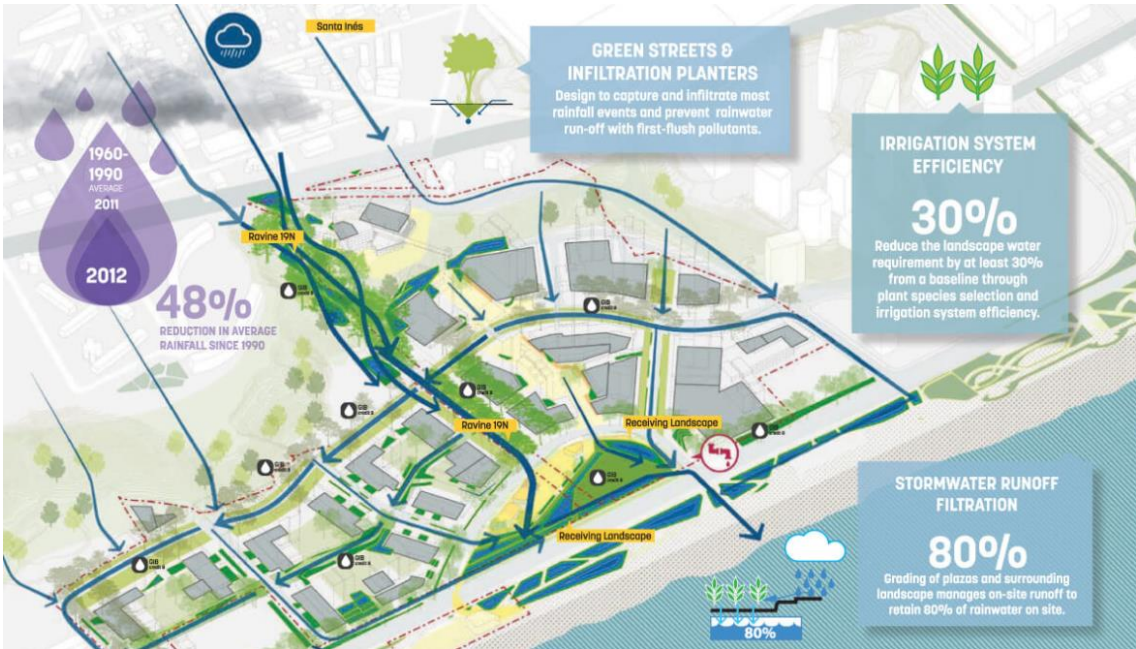 Santa Inés
GREEN STREETS &
INFILTRATION PLANTERS
Design to capture and infiltrate most
rainfall events and prevent rainwater
run-off with first-flush pollutants.
IRRIGATION SYSTEM
EFFICIENCY
30%
Reduce the landscape water
requirement by at least 30%
from a baseline through
plant species selection and
irrigation system efficiency.
1960-
1990
AVERAGE
2011
2012
48%
REDUCTION IN AVERAGE
RAINFALL SINCE 1990
Ravine 19N
Ravine 19N
Receiving Landscape
Receiving Landscape
STORMWATER RUNOFF
FILTRATION
80%
Grading of plazas and surrounding
landscape manages on-site runoff to
retain 80% of rainwater on site.
80%